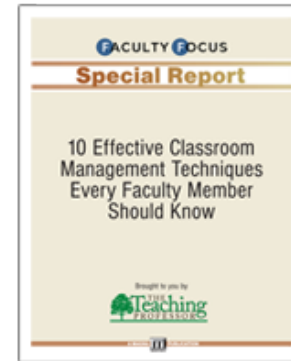 FACULTY FOCUS
Special Report
10 Effective Classroom
Management Techniques
Every Faculty Member
Should Know
Brought to you by
THE
Teaching
PROFESSOR